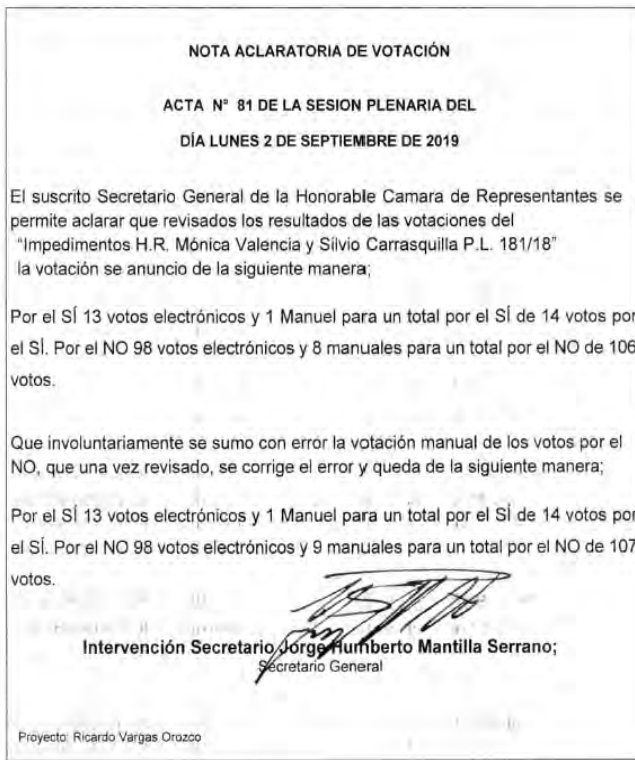 NOTA ACLARATORIA DE VOTACIÓN
ACTA N° 81 DE LA SESION PLENARIA DEL
DÍA LUNES 2 DE SEPTIEMBRE DE 2019
El suscrito Secretario General de la Honorable Camara de Representantes se
permite aclarar que revisados los resultados de las votaciones del
“Impedimentos H.R. Mónica Valencia y Silvio Carrasquilla P.L. 181/18”
la votación se anuncio de la siguiente manera;
Por el SÍ 13 votos electrónicos y 1 Manuel para un total por el SÍ de 14 votos por
el SÍ. Por el NO 98 votos electrónicos y 8 manuales para un total por el NO de 106
votos.
Que involuntariamente se sumo con error la votación manual de los votos por el
NO, que una vez revisado, se corrige el error y queda de la siguiente manera;
Por el SÍ 13 votos electrónicos y 1 Manuel para un total por el SÍ de 14 votos por
el SÍ. Por el NO 98 votos electrónicos y 9 manuales para un total por el NO de 107
votos.
Intervención Secretario Jorge Humberto Mantilla Serrano;
Secretario General
Proyecto: Ricardo Vargas Orozco